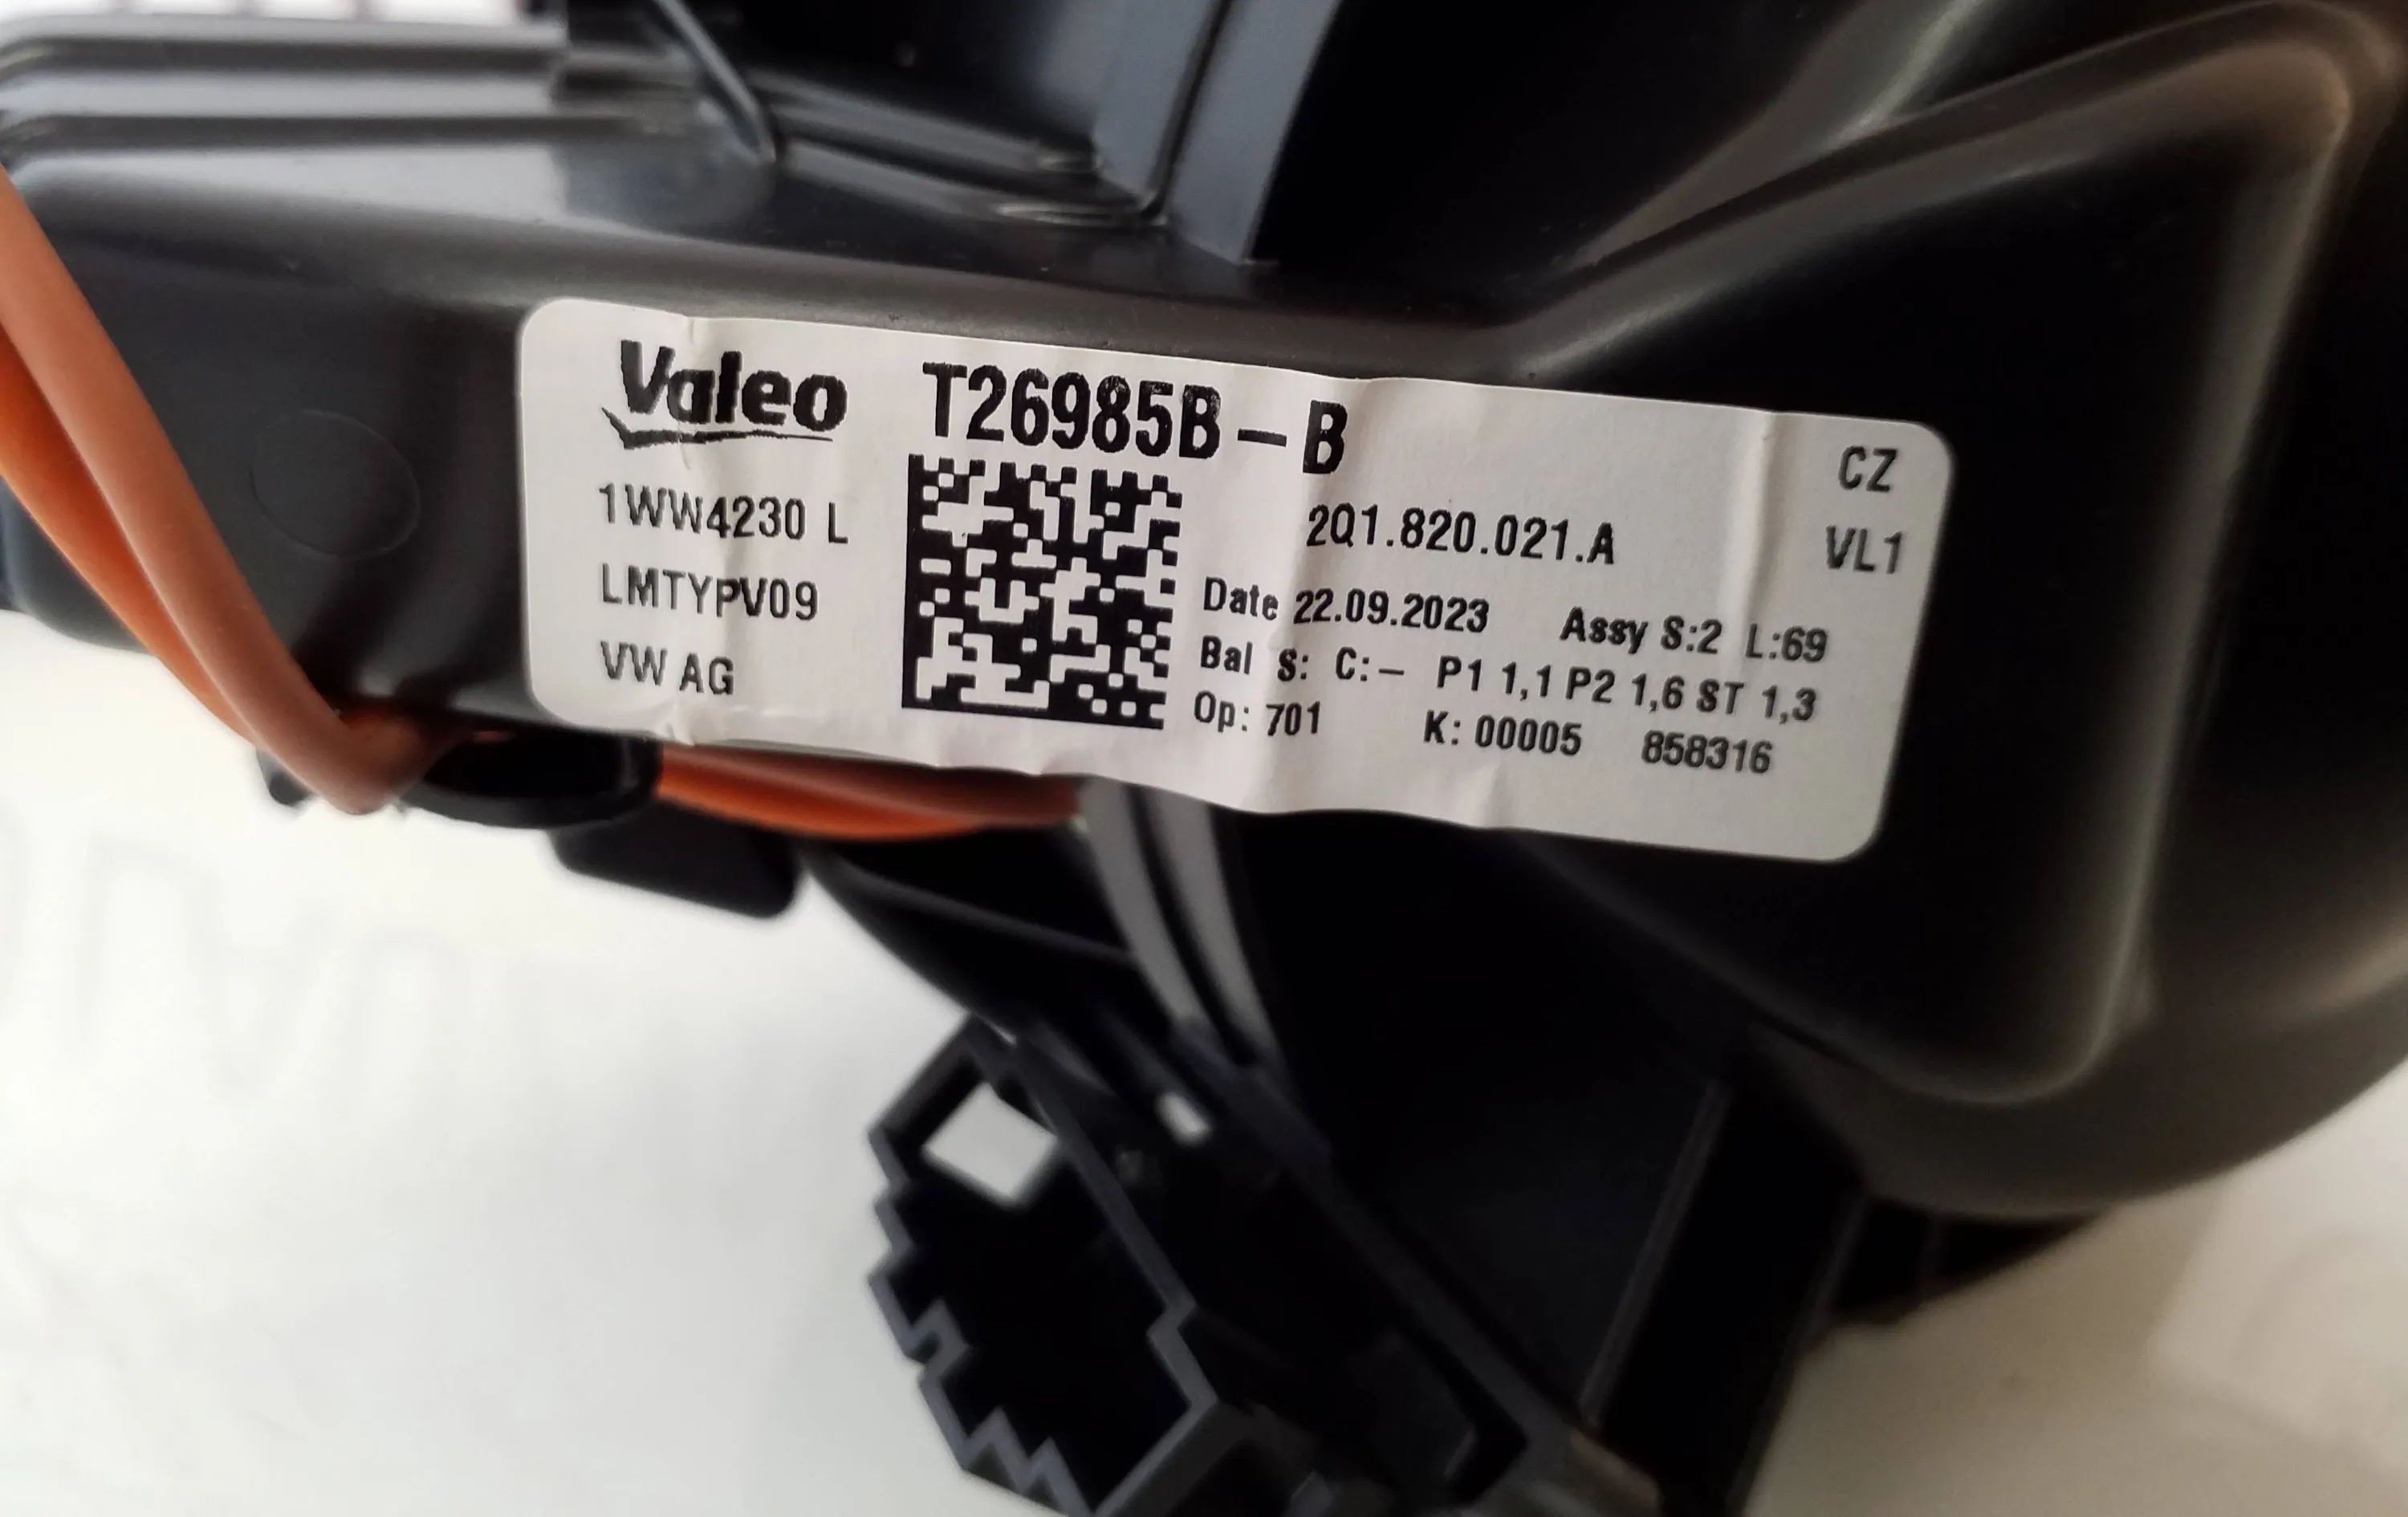 Valeo T26985B-B
CZ
1WW4230 L
2Q1.820.021.A
VL1
LMTYPV09
Date 22.09.2023 Assy S:2 L:69
VW AG
Bal S: C:- P1 1,1 P2 1,6 ST 1,3
Op: 701 K: 00005 858316